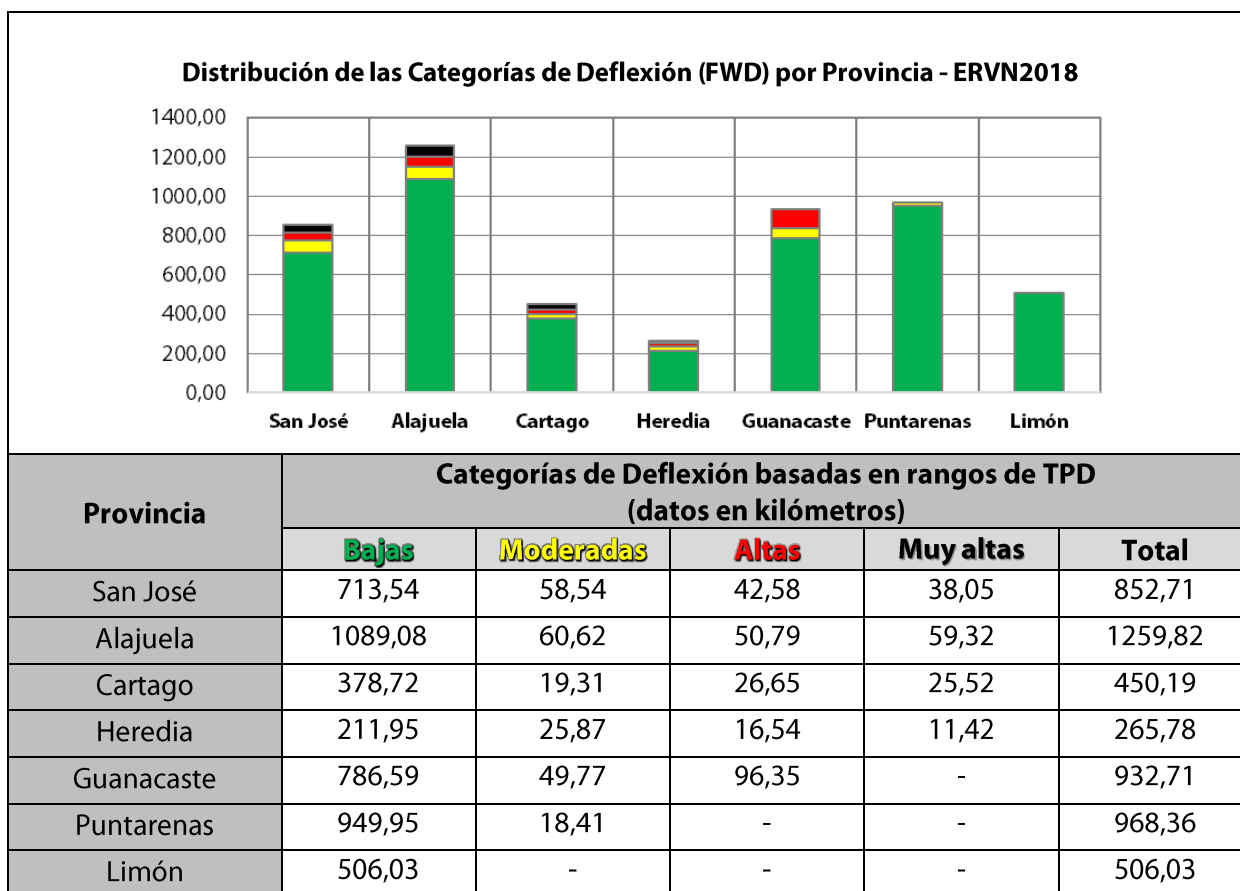 Distribución de las Categorías de Deflexión (FWD) por Provincia - ERVN2018
1400,00
1200,00
1000,00
800,00
600,00
400,00
200,00
0,00
San José Alajuela Cartago Heredia Guanacaste Puntarenas Limón
Provincia
Categorías de Deflexión basadas en rangos de TPD
(datos en kilómetros)
Bajas Moderadas Altas Muy altas Total
San José 713,54 58,54 42,58 38,05 852,71
Alajuela 1089,08 60,62 50,79 59,32 1259,82
Cartago 378,72 19,31 26,65 25,52 450,19
Heredia 211,95 25,87 16,54 11,42 265,78
Guanacaste 786,59 49,77 96,35 - 932,71
Puntarenas 949,95 18,41 - - 968,36
Limón 506,03 - - - 506,03